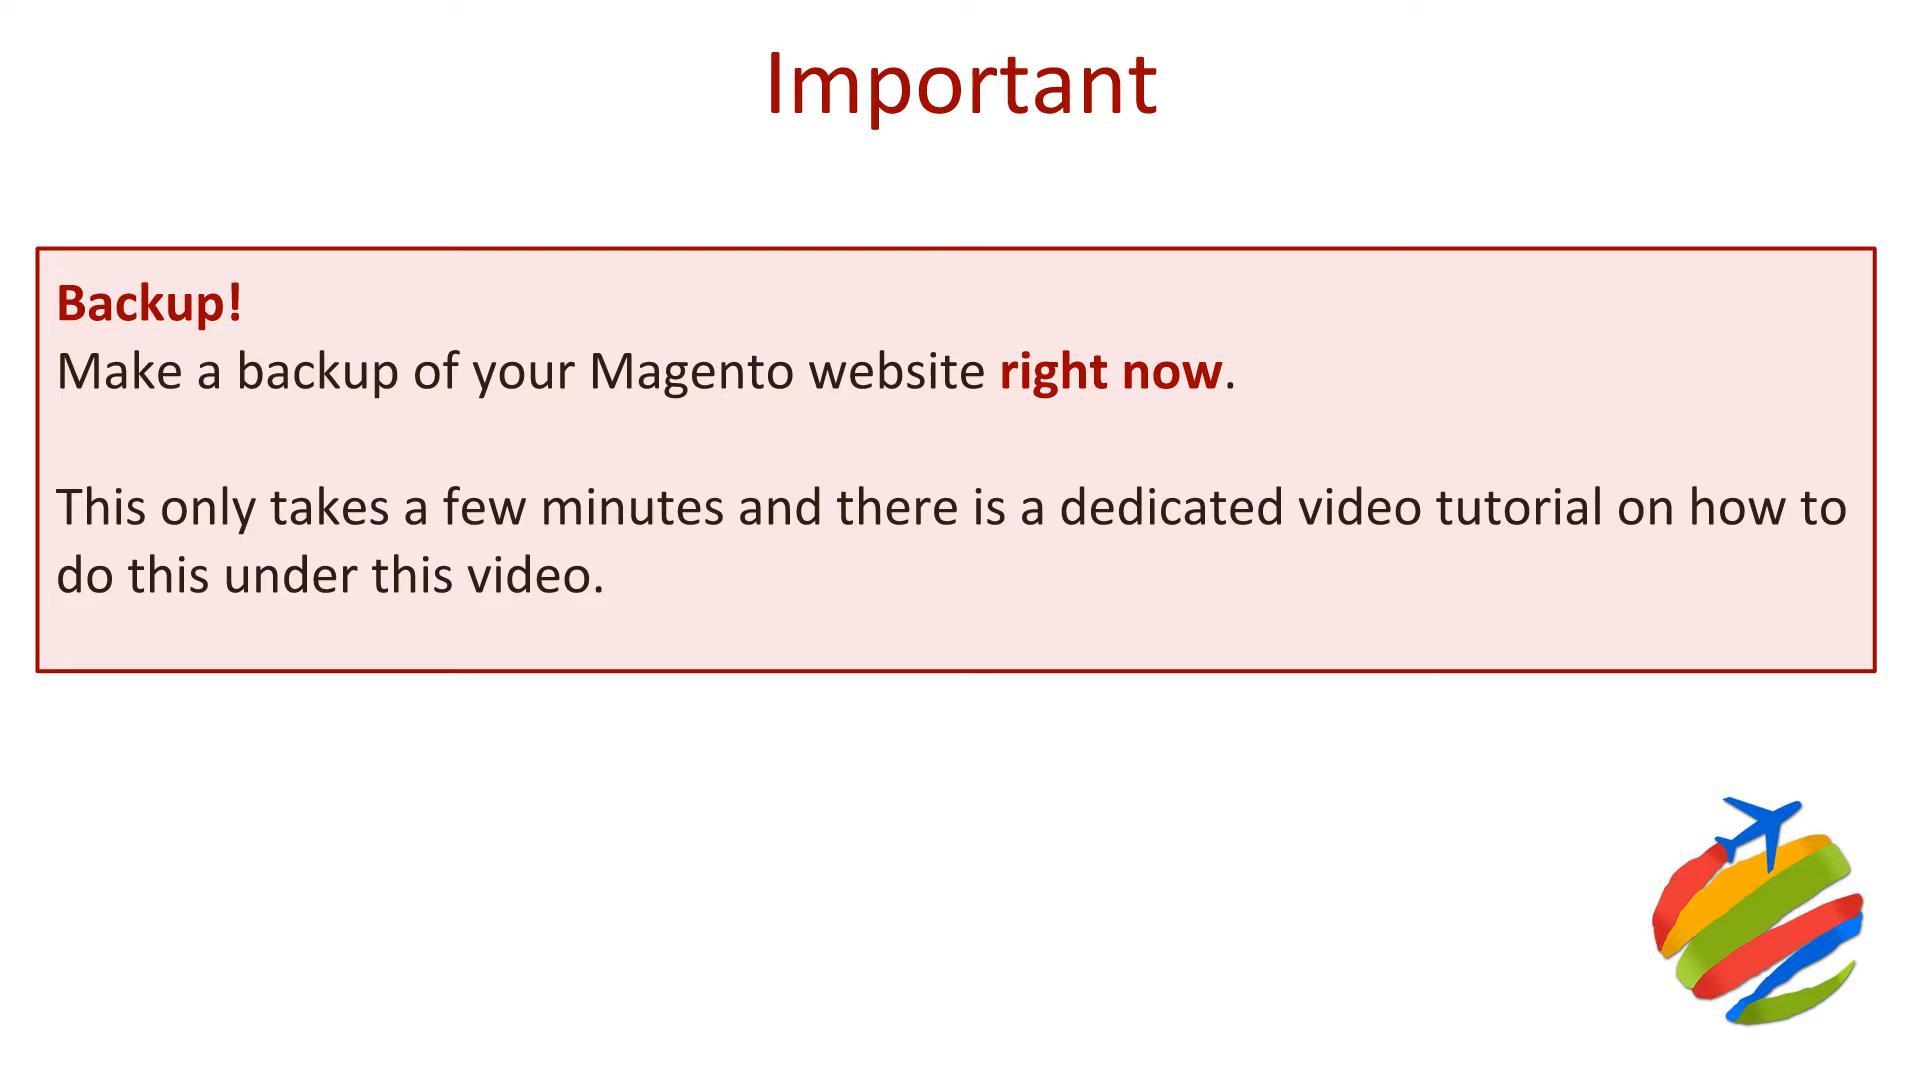 Important
Backup!
Make a backup of your Magento website right now.
This only takes a few minutes and there is a dedicated video tutorial on how to
do this under this video.